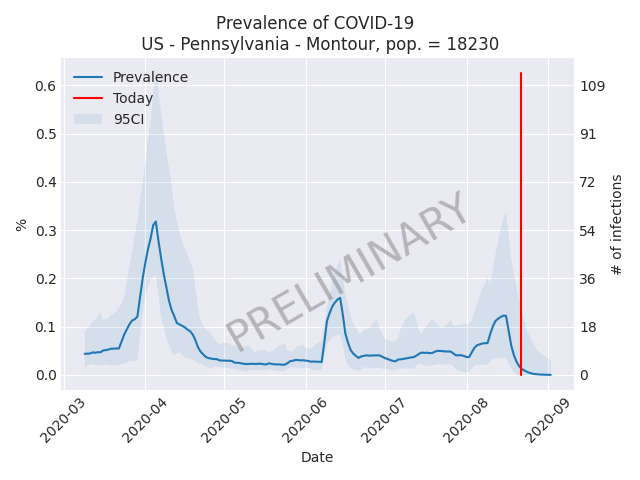 Prevalence of COVID-19
US - Pennsylvania - Montour, pop. = 18230
Prevalence
Today
95CI
PRELIMINARY
%
0.6
0.5
0.4
0.3
0.2
0.1
0.0
109
91
72
54
36
18
0
# of infections
2020-03
2020-04
2020-05
2020-06
2020-07
2020-08
2020-09
Date